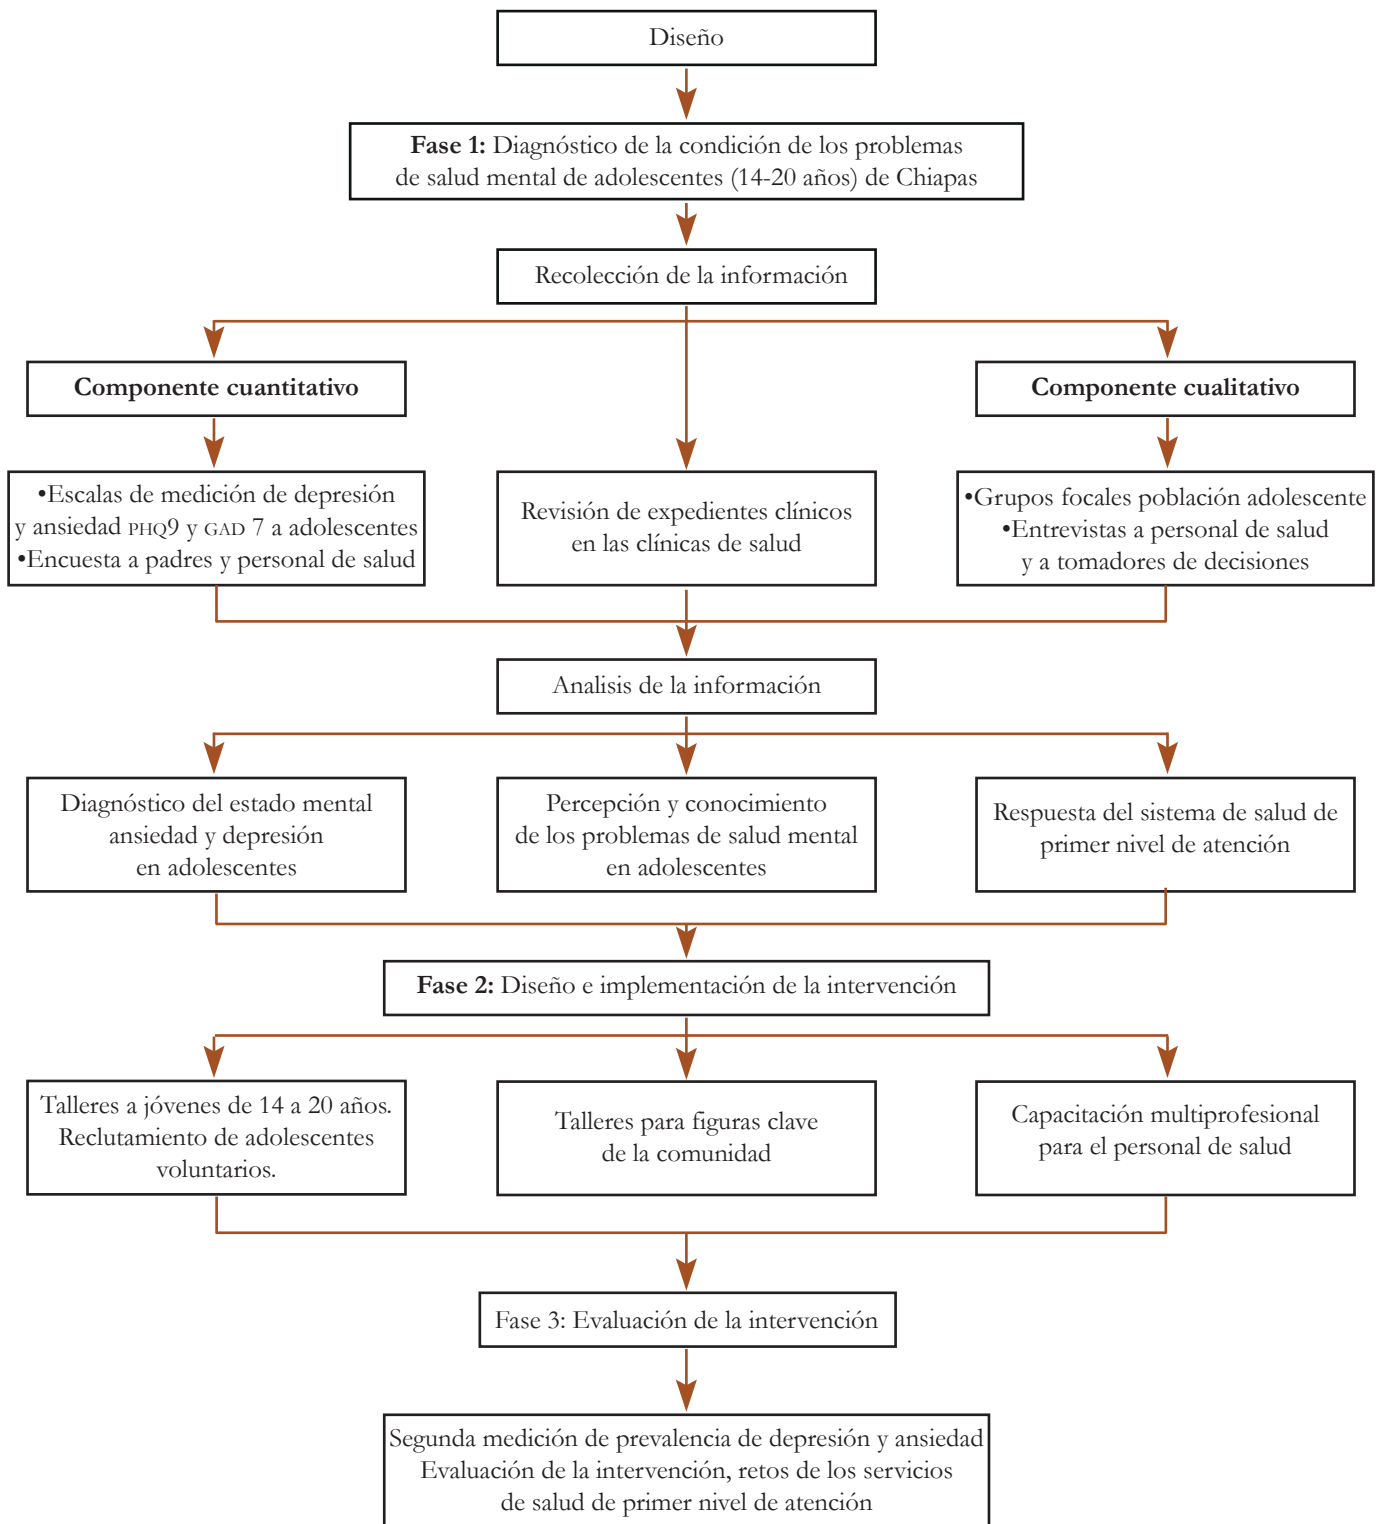 Diseño
Fase 1: Diagnóstico de la condición de los problemas
de salud mental de adolescentes (14-20 años) de Chiapas
Recolección de la información
Componente cuantitativo
Componente cualitativo
•Escalas de medición de depresión
y ansiedad PHQ9 y GAD 7 a adolescentes
•Encuesta a padres y personal de salud
Revisión de expedientes clínicos
en las clínicas de salud
•Grupos focales población adolescente
•Entrevistas a personal de salud
y a tomadores de decisiones
Analisis de la información
Diagnóstico del estado mental
ansiedad y depresión
en adolescentes
Percepción y conocimiento
de los problemas de salud mental
en adolescentes
Respuesta del sistema de salud de
primer nivel de atención
Fase 2: Diseño e implementación de la intervención
Talleres a jóvenes de 14 a 20 años.
Reclutamiento de adolescentes
voluntarios.
Talleres para figuras clave
de la comunidad
Capacitación multiprofesional
para el personal de salud
Fase 3: Evaluación de la intervención
Segunda medición de prevalencia de depresión y ansiedad
Evaluación de la intervención, retos de los servicios
de salud de primer nivel de atención